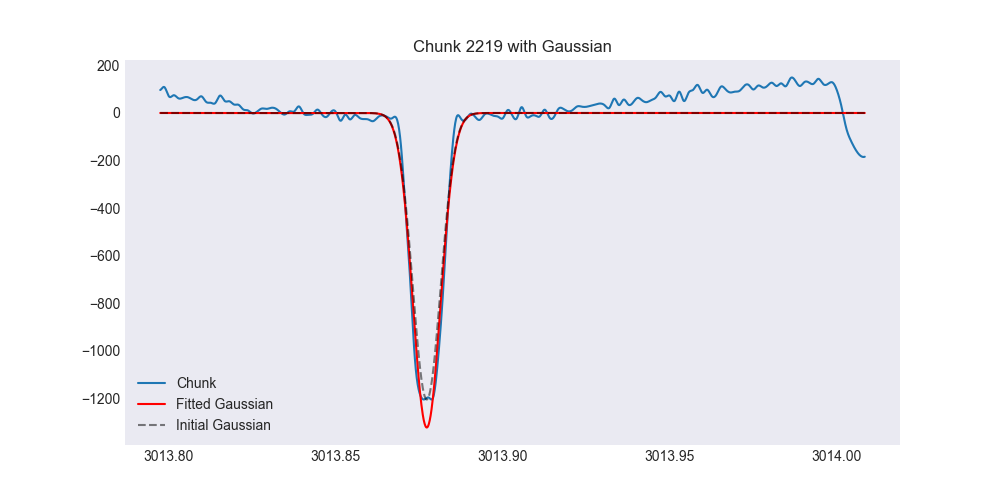 Chunk 2219 with Gaussian
200
0
−200
−400
−600
−800
−1000
−1200
Chunk
Fitted Gaussian
Initial Gaussian
3013.80 3013.85 3013.90 3013.95 3014.00